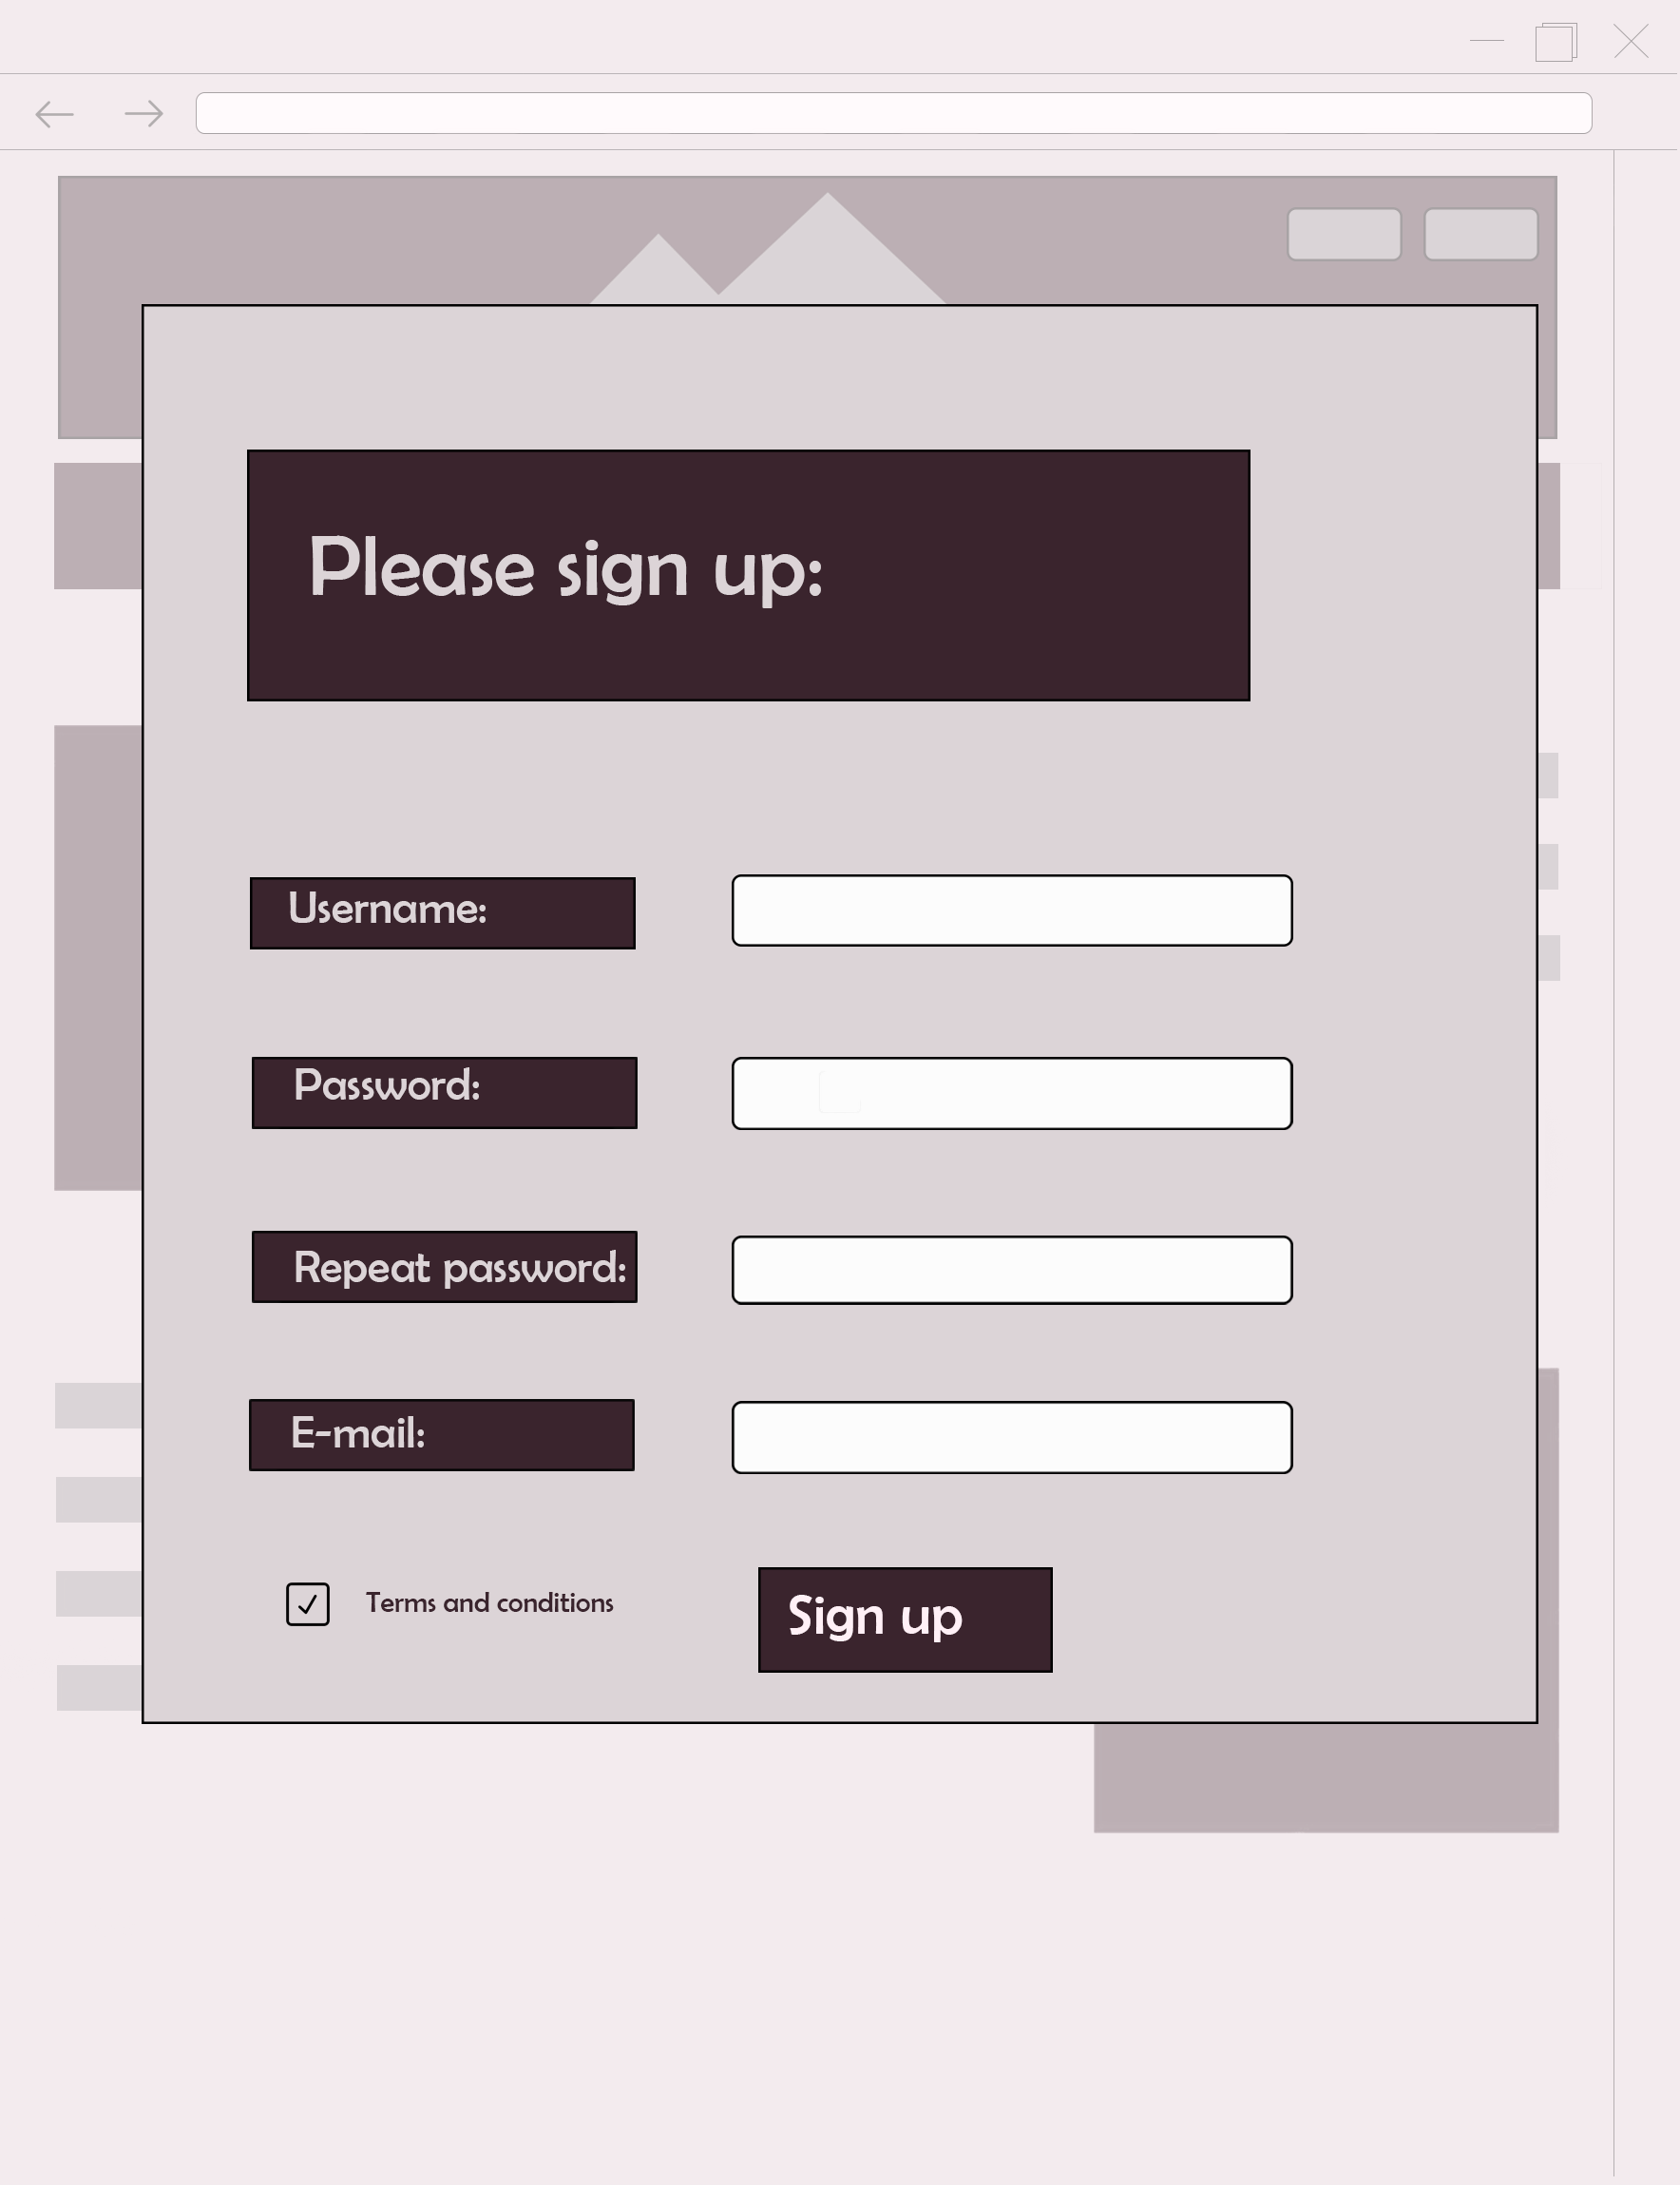 Please sign up:
Username:
Password:
Repeat password:
E-mail:
Terms and conditions
Sign up